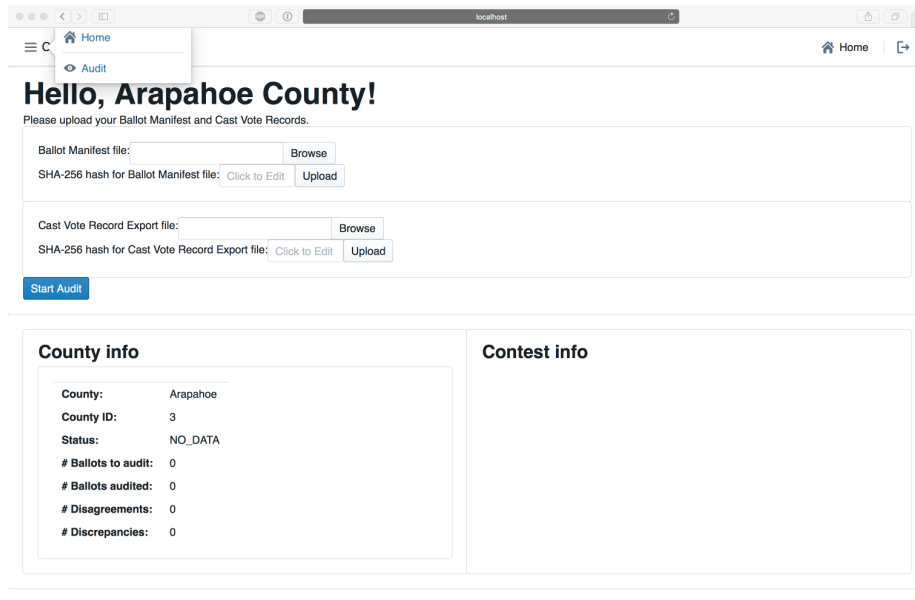 localhost
C
Home
Audit
Home
Hello, Arapahoe County!
Please upload your Ballot Manifest and Cast Vote Records.
Ballot Manifest file: Browse
SHA-256 hash for Ballot Manifest file: Click to Edit Upload
Cast Vote Record Export file: Browse
SHA-256 hash for Cast Vote Record Export file: Click to Edit Upload
Start Audit
County info
County: Arapahoe
County ID: 3
Status: NO_DATA
# Ballots to audit: 0
# Ballots audited: 0
# Disagreements: 0
# Discrepancies: 0
Contest info